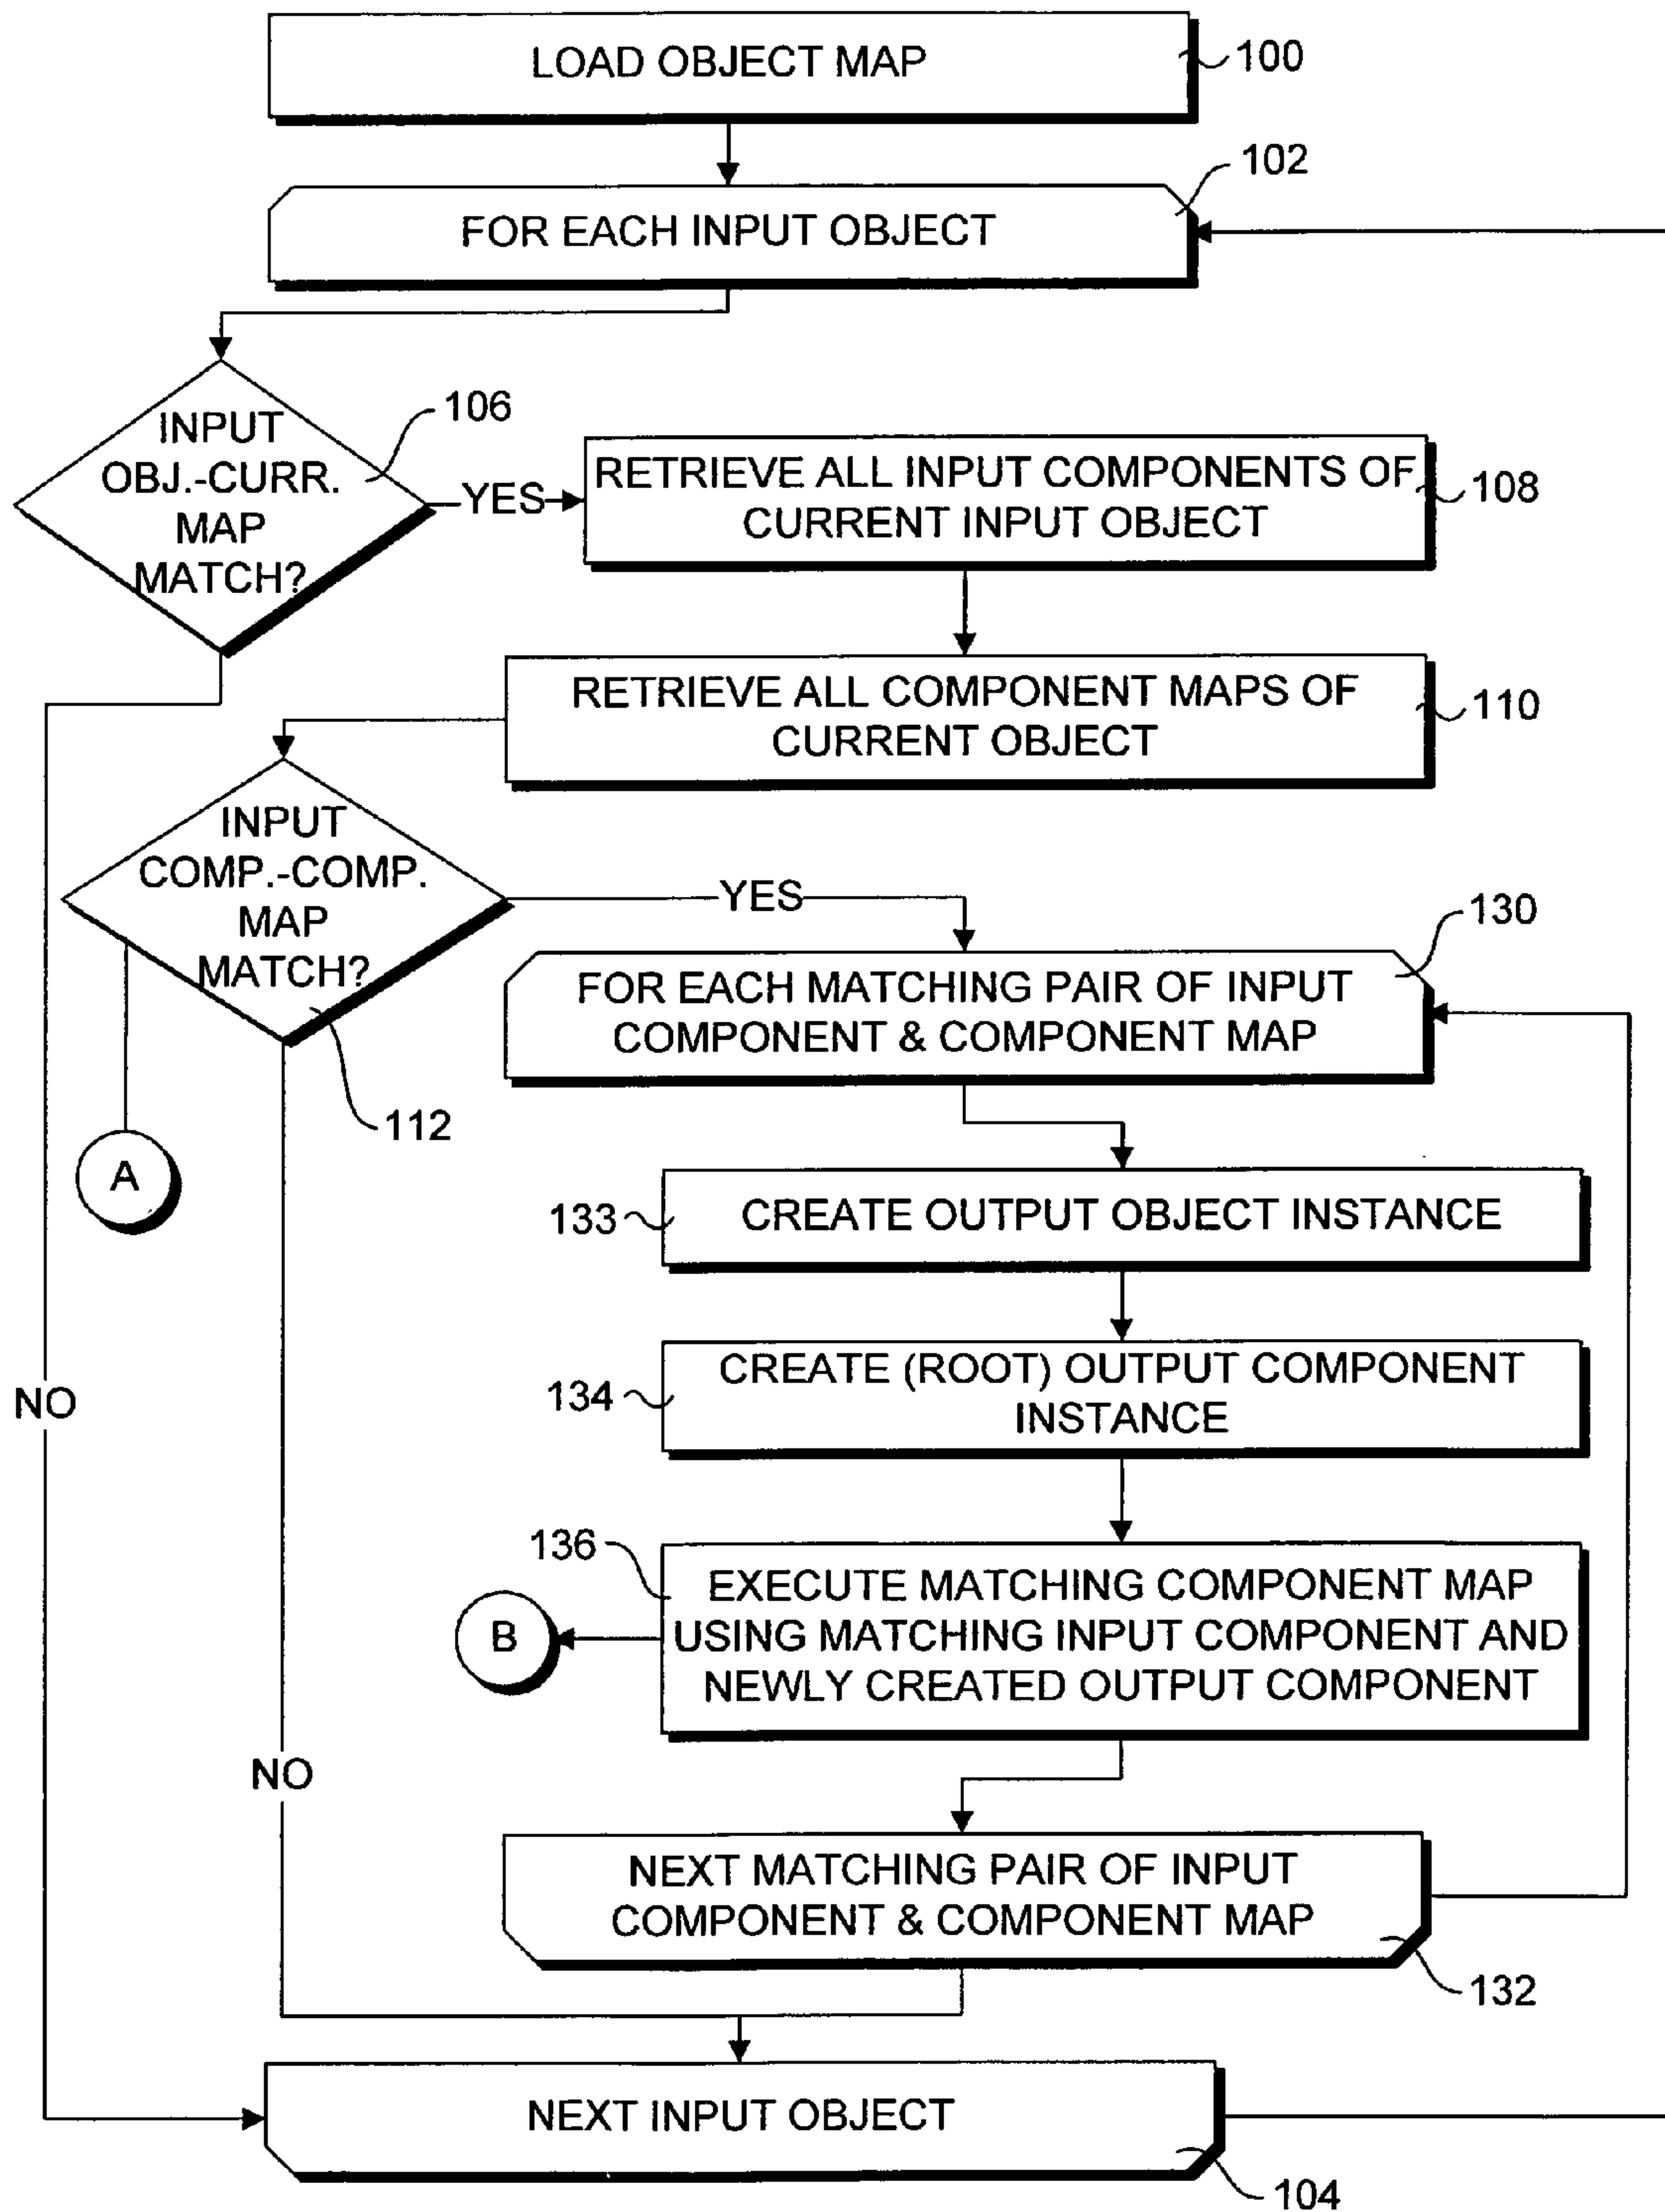 LOAD OBJECT MAP
100
102
FOR EACH INPUT OBJECT
INPUT
OBJ.-CURR.
MAP
MATCH?
106
YES
RETRIEVE ALL INPUT COMPONENTS OF
CURRENT INPUT OBJECT
108
RETRIEVE ALL COMPONENT MAPS OF
CURRENT OBJECT
110
INPUT
COMP.-COMP.
MAP
MATCH?
112
YES
130
FOR EACH MATCHING PAIR OF INPUT
COMPONENT & COMPONENT MAP
A
133
CREATE OUTPUT OBJECT INSTANCE
134
CREATE (ROOT) OUTPUT COMPONENT
INSTANCE
NO
136
EXECUTE MATCHING COMPONENT MAP
USING MATCHING INPUT COMPONENT AND
NEWLY CREATED OUTPUT COMPONENT
B
NO
NEXT MATCHING PAIR OF INPUT
COMPONENT & COMPONENT MAP
132
NEXT INPUT OBJECT
104